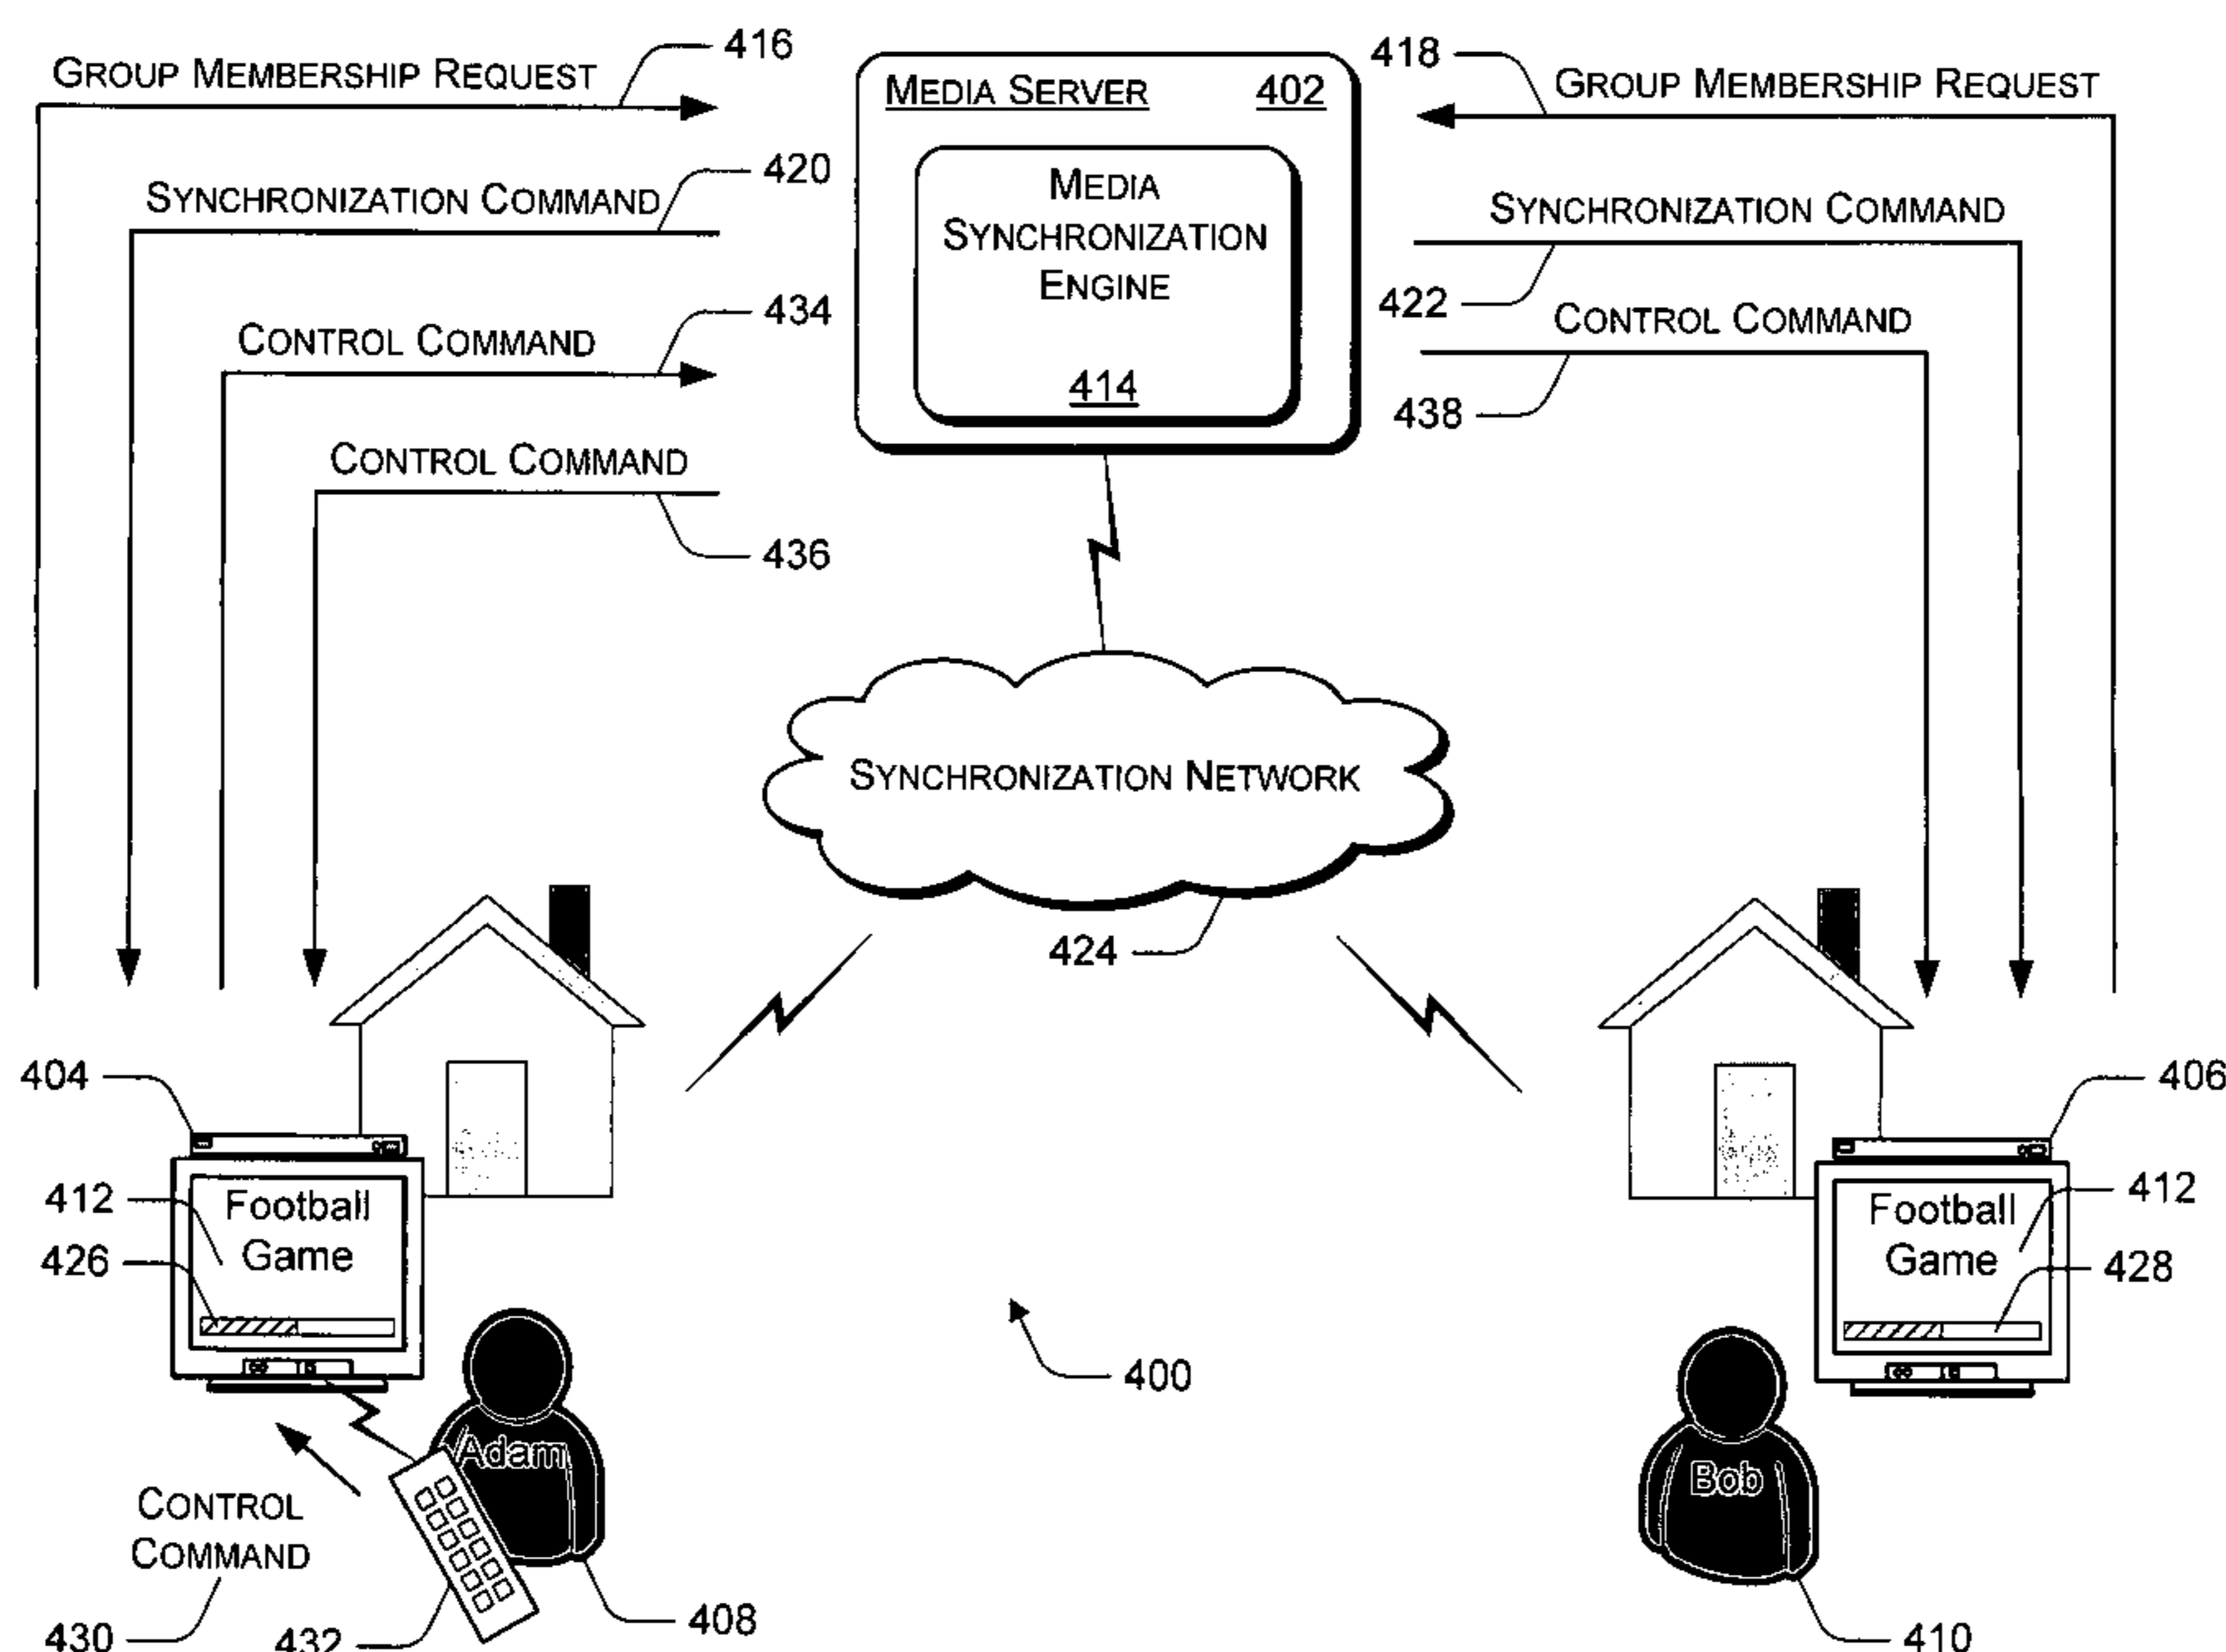 416
GROUP MEMBERSHIP REQUEST
420
SYNCHRONIZATION COMMAND
434
CONTROL COMMAND
CONTROL COMMAND
436
MEDIA SERVER 402
MEDIA
SYNCHRONIZATION
ENGINE
414
418
GROUP MEMBERSHIP REQUEST
SYNCHRONIZATION COMMAND
422
CONTROL COMMAND
438
SYNCHRONIZATION NETWORK
424
404
412
426
Football
Game
Adam
CONTROL
COMMAND
430
432
408
400
406
412
428
Football
Game
Bob
410